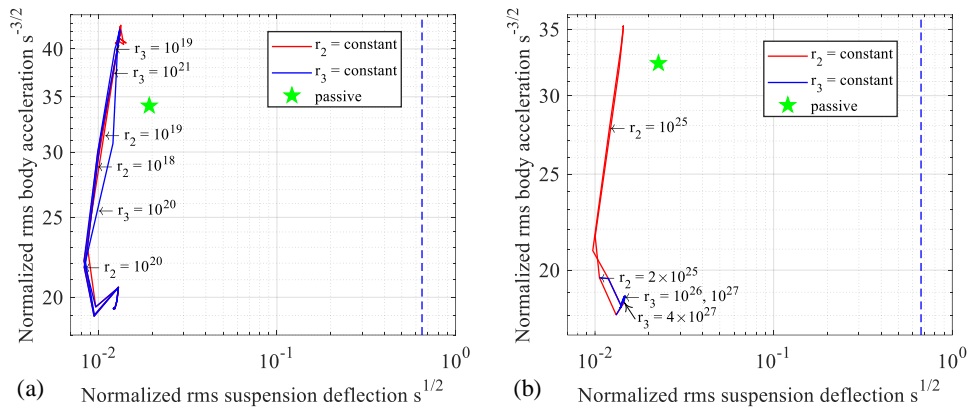 Normalized rms body acceleration s^{-3/2}
40
35
30
25
20
r_2 = constant
r_3 = constant
passive
r_3 = 10^{19}
r_3 = 10^{21}
r_2 = 10^{19}
r_2 = 10^{18}
r_3 = 10^{20}
r_2 = 10^{20}
10^{-2}
10^{-1}
10^{0}
(a)
Normalized rms suspension deflection s^{1/2}
Normalized rms body acceleration s^{-3/2}
35
30
25
20
r_2 = constant
r_3 = constant
passive
r_2 = 10^{25}
r_2 = 2×10^{25}
r_3 = 10^{26}, 10^{27}
r_3 = 4×10^{27}
10^{-2}
10^{-1}
10^{0}
(b)
Normalized rms suspension deflection s^{1/2}